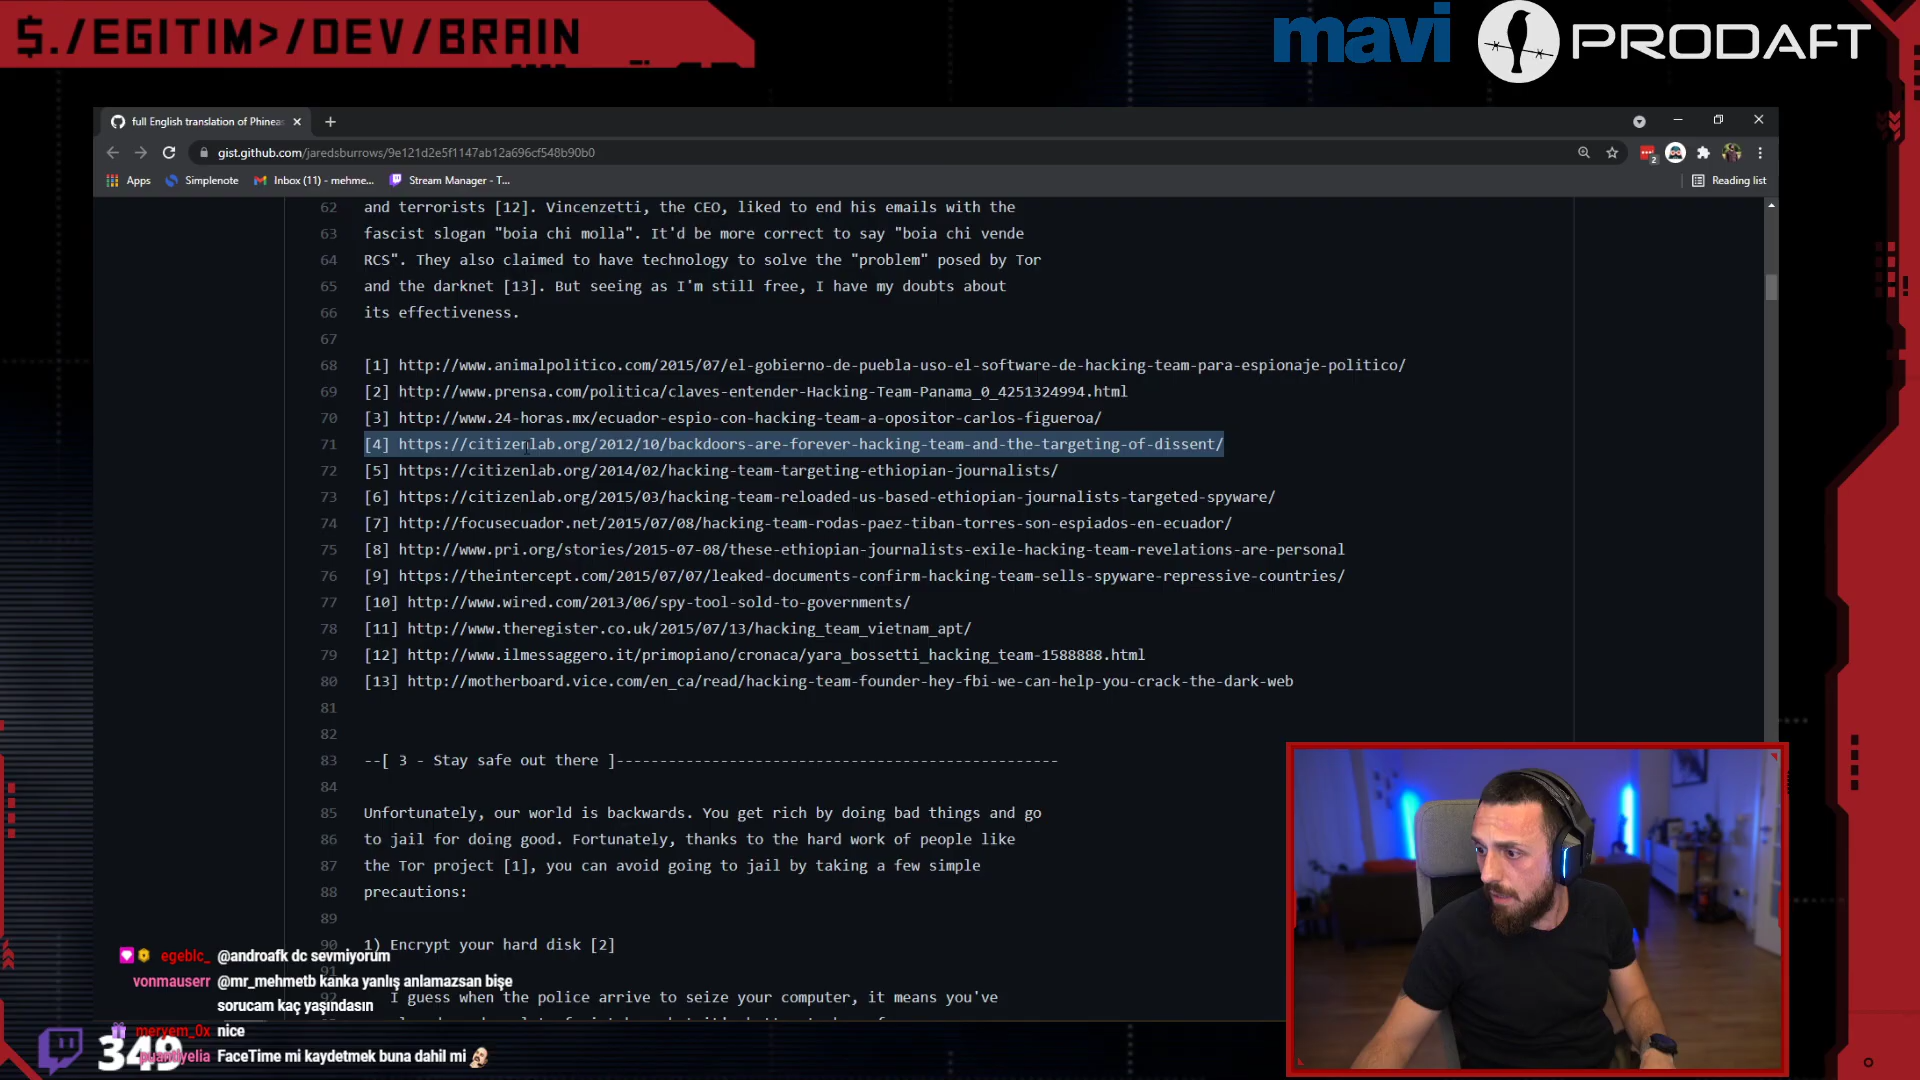 $./EGITIM>/DEV/BRAIN
mavi
PRODAFT
full English translation of Phineas
gist.github.com/jaredsburrows/9e121d2e5f1147ab12a696cf548b90b0
2
Apps
Simplenote
Inbox (11) - mehme...
Stream Manager - T...
Reading list
62 and terrorists [12]. Vincenzetti, the CEO, liked to end his emails with the
63 fascist slogan "boia chi molla". It'd be more correct to say "boia chi vende
64 RCS". They also claimed to have technology to solve the "problem" posed by Tor
65 and the darknet [13]. But seeing as I'm still free, I have my doubts about
66 its effectiveness.
67
68 [1] http://www.animalpolitico.com/2015/07/el-gobierno-de-puebla-uso-el-software-de-hacking-team-para-espionaje-politico/
69 [2] http://www.prensa.com/politica/claves-entender-Hacking-Team-Panama_0_4251324994.html
70 [3] http://www.24-horas.mx/ecuador-espio-con-hacking-team-a-opositor-carlos-figueroa/
71 [4] https://citizenlab.org/2012/10/backdoors-are-forever-hacking-team-and-the-targeting-of-dissent/
72 [5] https://citizenlab.org/2014/02/hacking-team-targeting-ethiopian-journalists/
73 [6] https://citizenlab.org/2015/03/hacking-team-reloaded-us-based-ethiopian-journalists-targeted-spyware/
74 [7] http://focusecuador.net/2015/07/08/hacking-team-rodas-paez-tiban-torres-son-espiados-en-ecuador/
75 [8] http://www.pri.org/stories/2015-07-08/these-ethiopian-journalists-exile-hacking-team-revelations-are-personal
76 [9] https://theintercept.com/2015/07/07/leaked-documents-confirm-hacking-team-sells-spyware-repressive-countries/
77 [10] http://www.wired.com/2013/06/spy-tool-sold-to-governments/
78 [11] http://www.theregister.co.uk/2015/07/13/hacking_team_vietnam_apt/
79 [12] http://www.ilmessaggero.it/primopiano/cronaca/yara_bossetti_hacking_team-1588888.html
80 [13] http://motherboard.vice.com/en_ca/read/hacking-team-founder-hey-fbi-we-can-help-you-crack-the-dark-web
81
82
83 --[ 3 - Stay safe out there ]---------------------------------------------------
84
85 Unfortunately, our world is backwards. You get rich by doing bad things and go
86 to jail for doing good. Fortunately, thanks to the hard work of people like
87 the Tor project [1], you can avoid going to jail by taking a few simple
88 precautions:
89
90 1) Encrypt your hard disk [2]
91
I guess when the police arrive to seize your computer, it means you've
egeblc_ @androafk dc sevmiyorum
vonmauserr @mr_mehmetb kanka yanlış anlamazsan bişe
sorucam kaç yaşındasın
meryem_0x nice
FaceTime mi kaydetmek buna dahil mi
349